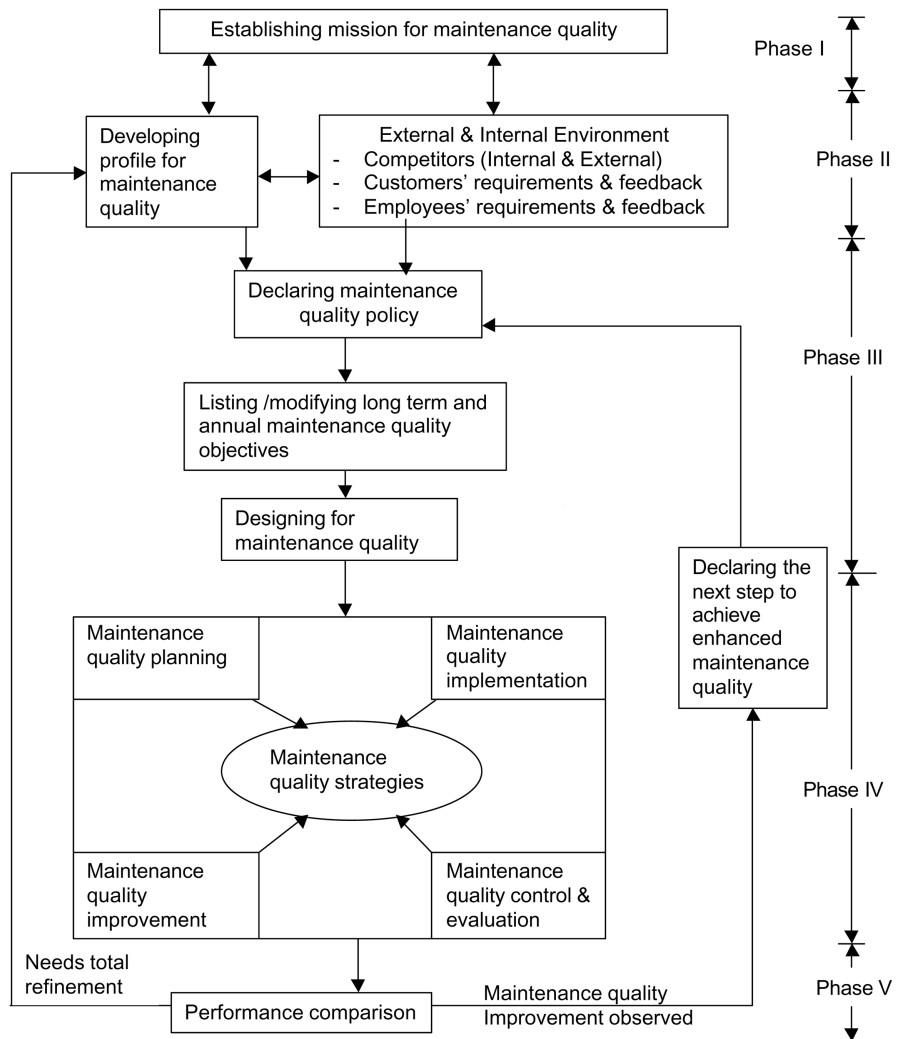 Establishing mission for maintenance quality
Phase I
Developing
profile for
maintenance
quality
External & Internal Environment
- Competitors (Internal & External)
- Customers’ requirements & feedback
- Employees’ requirements & feedback
Phase II
Declaring maintenance
quality policy
Phase III
Listing /modifying long term and
annual maintenance quality
objectives
Designing for
maintenance quality
Declaring the
next step to
achieve
enhanced
maintenance
quality
Maintenance
quality planning
Maintenance
quality
implementation
Maintenance
quality strategies
Phase IV
Maintenance
quality
improvement
Maintenance
quality control &
evaluation
Needs total
refinement
Performance comparison
Maintenance quality
Improvement observed
Phase V